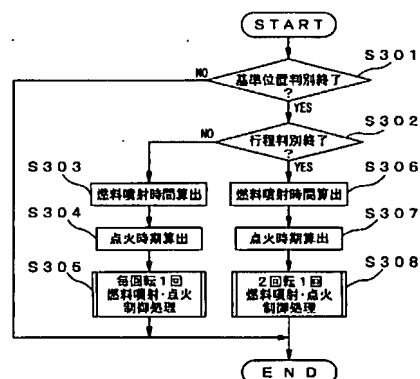 START
S301
NO
基準位置判別終了
?
YES
S302
NO
行程判別終了
?
YES
S303
燃料噴射時間算出
S306
燃料噴射時間算出
S304
点火時期算出
S307
点火時期算出
S305
毎回転1回
燃料噴射・点火
制御処理
S308
2回転1回
燃料噴射・点火
制御処理
END